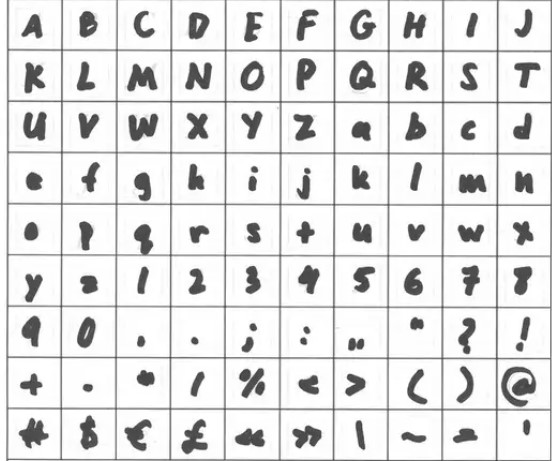 A B C D E F G H I J
K L M N O P Q R S T
U V W X Y Z a b c d
e f g h i j k l m n
o p q r s t u v w x
y z 1 2 3 4 5 6 7 8
9 0 , . ; : „ “ ? !
+ - * / % < > ( ) @
# $ € £ « » | ~ = '